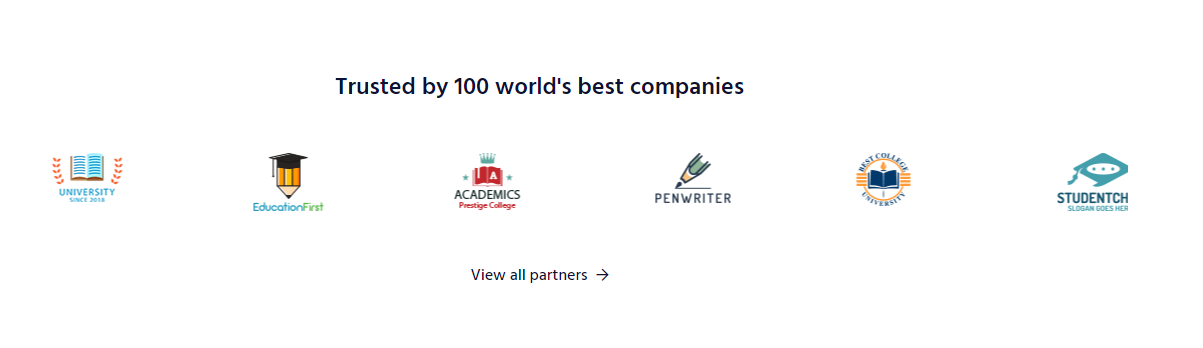 Trusted by 100 world's best companies
UNIVERSITY
SINCE 2018
EducationFirst
ACADEMICS
Prestige College
PENWRITER
BEST COLLEGE
UNIVERSITY
STUDENTCH
SLOGAN GOES HER
View all partners →